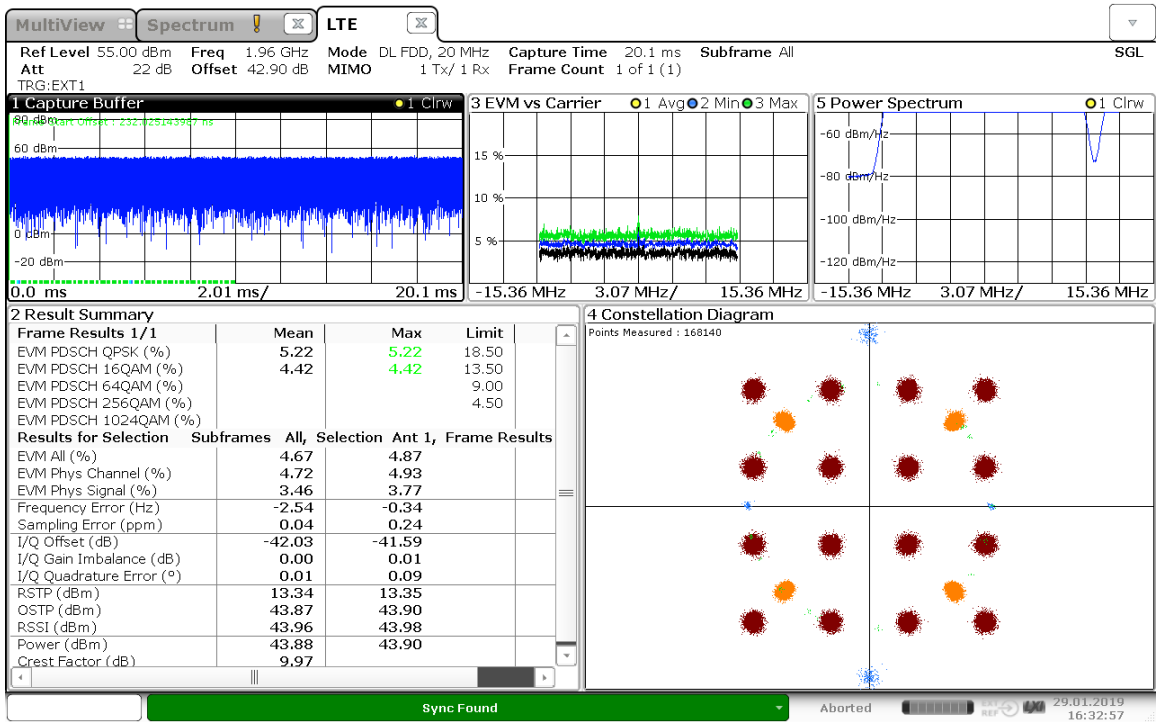 MultiView Spectrum ! X LTE X
Ref Level 55.00 dBm Freq 1.96 GHz Mode DL FDD, 20 MHz Capture Time 20.1 ms Subframe All SGL
Att 22 dB Offset 42.90 dB MIMO 1 Tx/ 1 Rx Frame Count 1 of 1 (1)
TRG:EXT1
1 Capture Buffer 1 Clrw
80 dBm
Frame Start Offset : 232.025143967 ns
60 dBm
0 dBm
-20 dBm
0.0 ms 2.01 ms/ 20.1 ms
3 EVM vs Carrier 1 Avg 2 Min 3 Max
15 %
10 %
5 %
-15.36 MHz 3.07 MHz/ 15.36 MHz
5 Power Spectrum 1 Clrw
-60 dBm/Hz
-80 dBm/Hz
-100 dBm/Hz
-120 dBm/Hz
-15.36 MHz 3.07 MHz/ 15.36 MHz
2 Result Summary
Frame Results 1/1 Mean Max Limit
EVM PDSCH QPSK (%) 5.22 5.22 18.50
EVM PDSCH 16QAM (%) 4.42 4.42 13.50
EVM PDSCH 64QAM (%) 9.00
EVM PDSCH 256QAM (%) 4.50
EVM PDSCH 1024QAM (%)
Results for Selection Subframes All, Selection Ant 1, Frame Results
EVM All (%) 4.67 4.87
EVM Phys Channel (%) 4.72 4.93
EVM Phys Signal (%) 3.46 3.77
Frequency Error (Hz) -2.54 -0.34
Sampling Error (ppm) 0.04 0.24
I/Q Offset (dB) -42.03 -41.59
I/Q Gain Imbalance (dB) 0.00 0.01
I/Q Quadrature Error (°) 0.01 0.09
RSTP (dBm) 13.34 13.35
OSTP (dBm) 43.87 43.90
RSSI (dBm) 43.96 43.98
Power (dBm) 43.88 43.90
Crest Factor (dB) 9.97
4 Constellation Diagram
Points Measured : 168140
Sync Found
Aborted
EXT
REF
LXI
29.01.2019
16:32:57